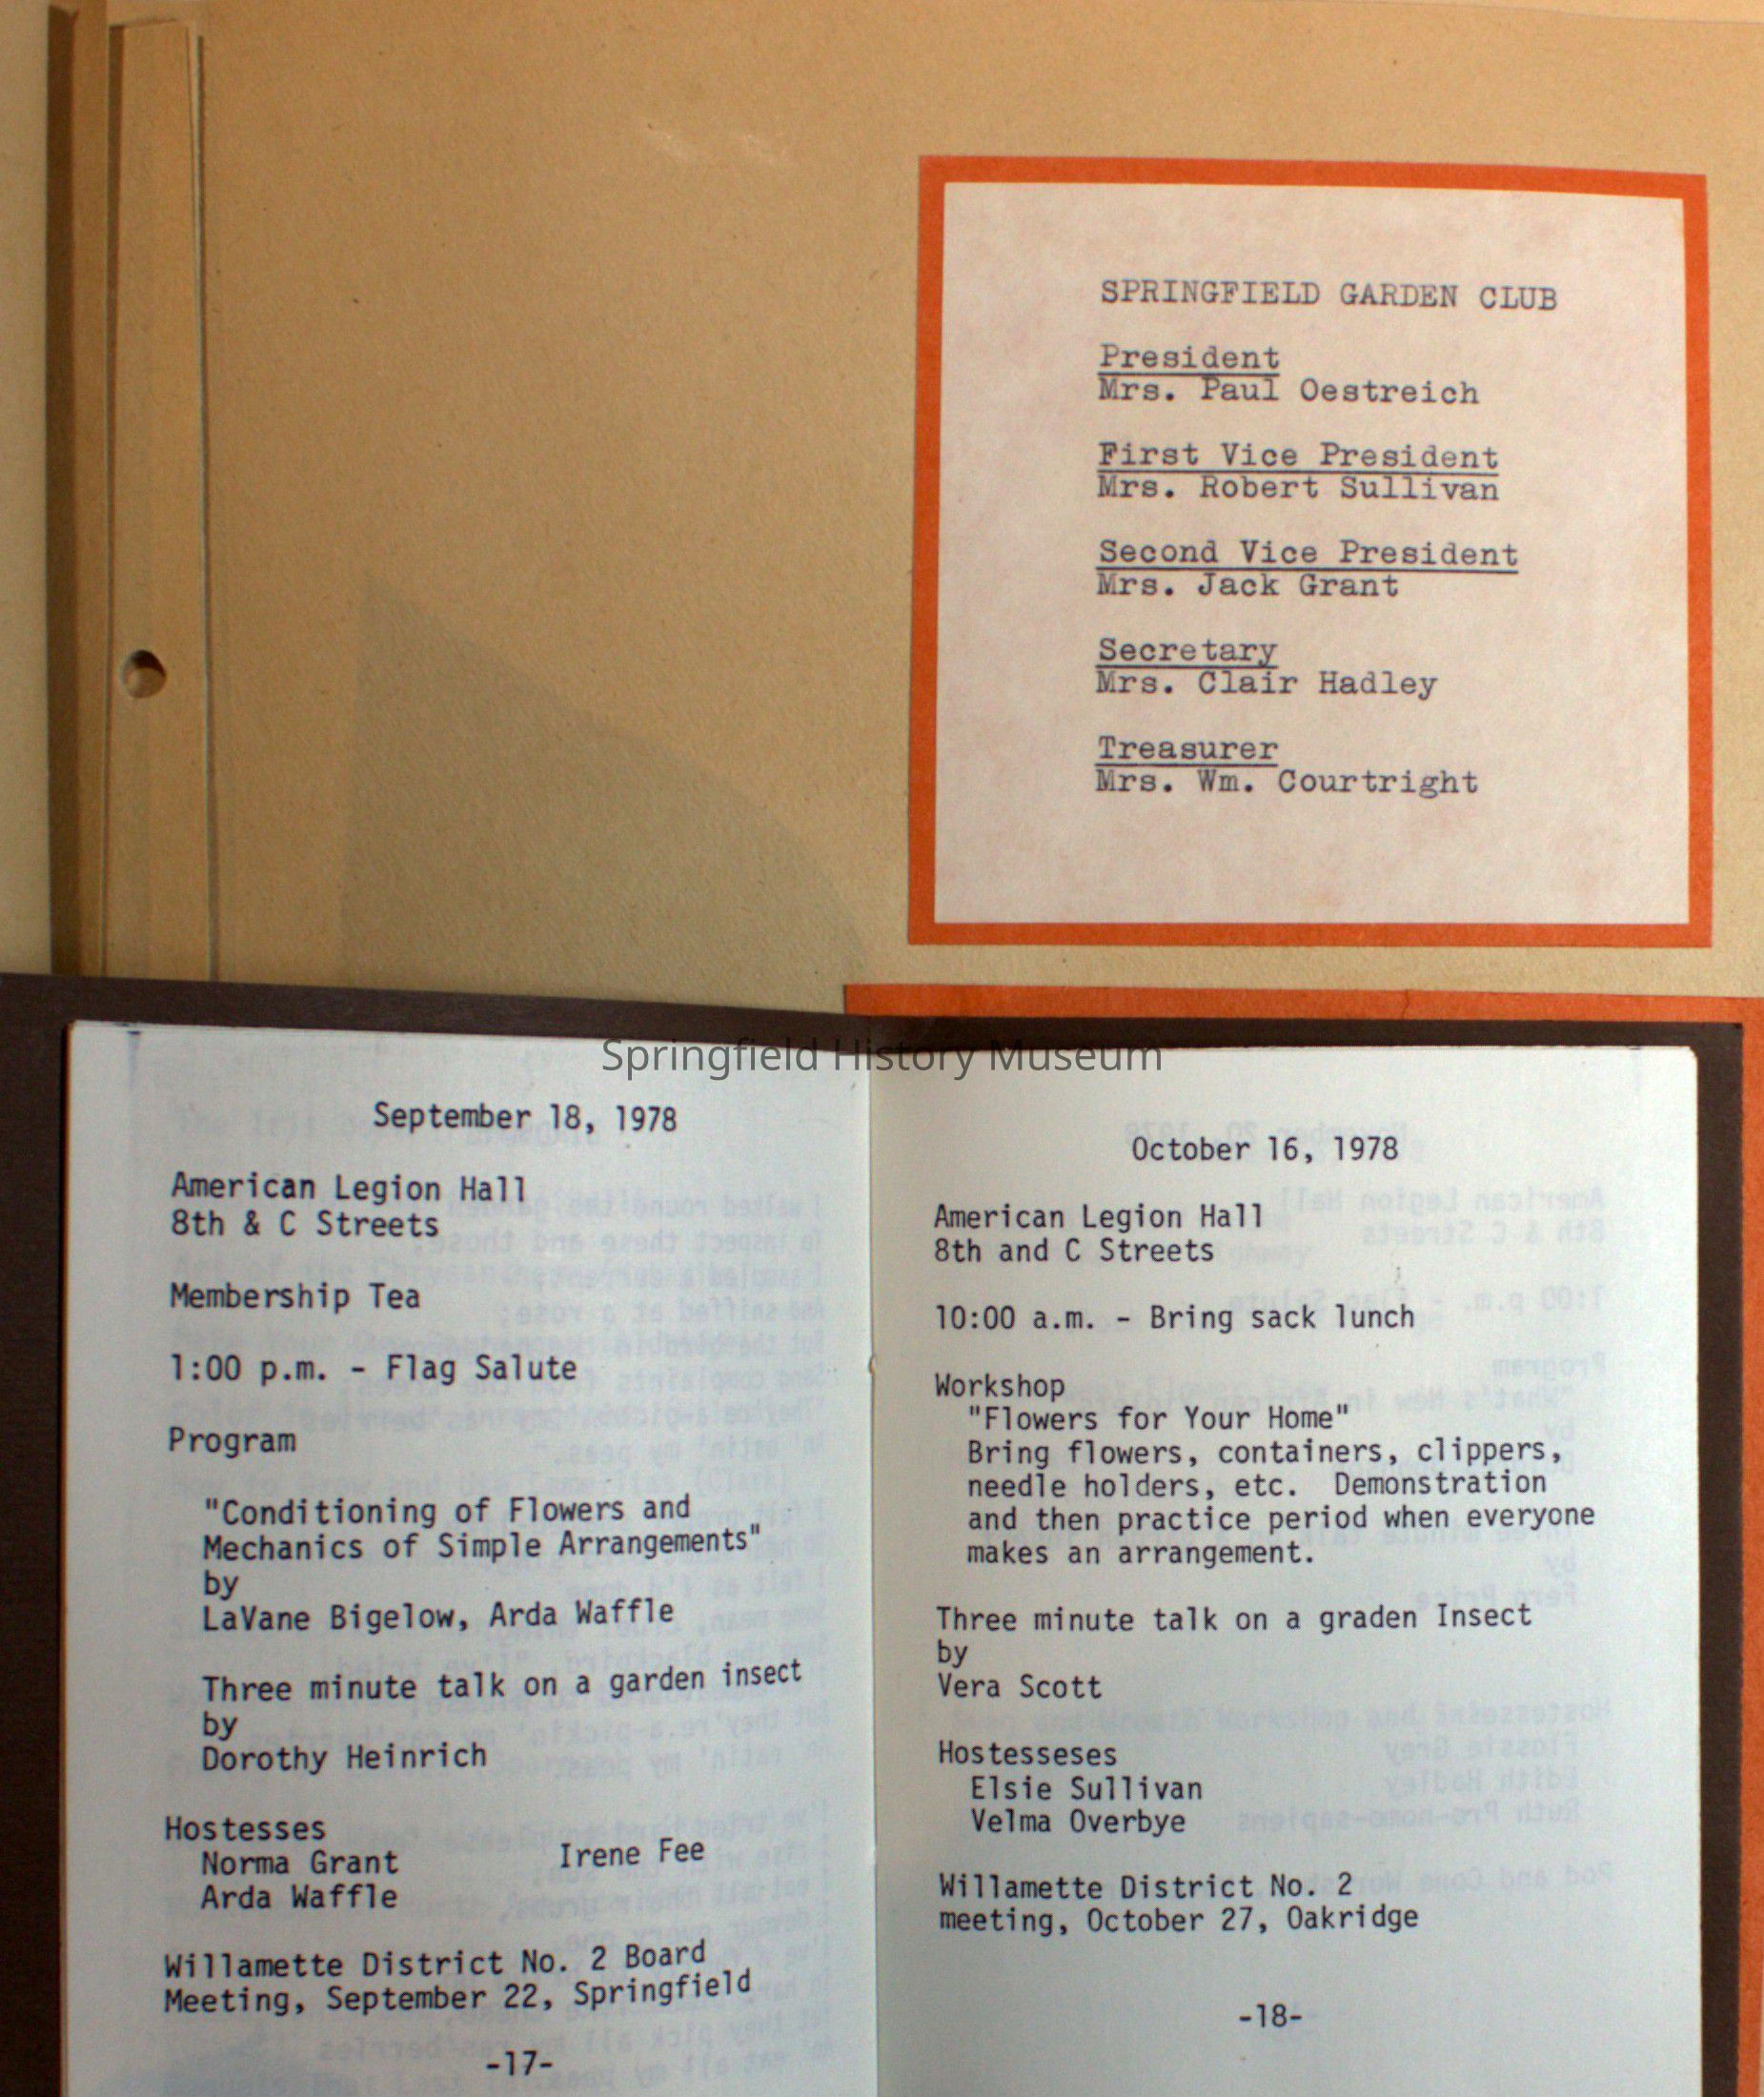 SPRINGFIELD GARDEN CLUB
President
Mrs. Paul Oestreich
First Vice President
Mrs. Robert Sullivan
Second Vice President
Mrs. Jack Grant
Secretary
Mrs. Clair Hadley
Treasurer
Mrs. Wm. Courtright
Springfield History Museum
September 18, 1978
American Legion Hall
8th & C Streets
Membership Tea
1:00 p.m. - Flag Salute
Program
"Conditioning of Flowers and
Mechanics of Simple Arrangements"
by
LaVane Bigelow, Arda Waffle
Three minute talk on a garden insect
by
Dorothy Heinrich
Hostesses
Norma Grant Irene Fee
Arda Waffle
Willamette District No. 2 Board
Meeting, September 22, Springfield
-17-
October 16, 1978
American Legion Hall
8th and C Streets
10:00 a.m. - Bring sack lunch
Workshop
"Flowers for Your Home"
Bring flowers, containers, clippers,
needle holders, etc. Demonstration
and then practice period when everyone
makes an arrangement.
Three minute talk on a graden Insect
by
Vera Scott
Hostesseses
Elsie Sullivan
Velma Overbye
Willamette District No. 2
meeting, October 27, Oakridge
-18-